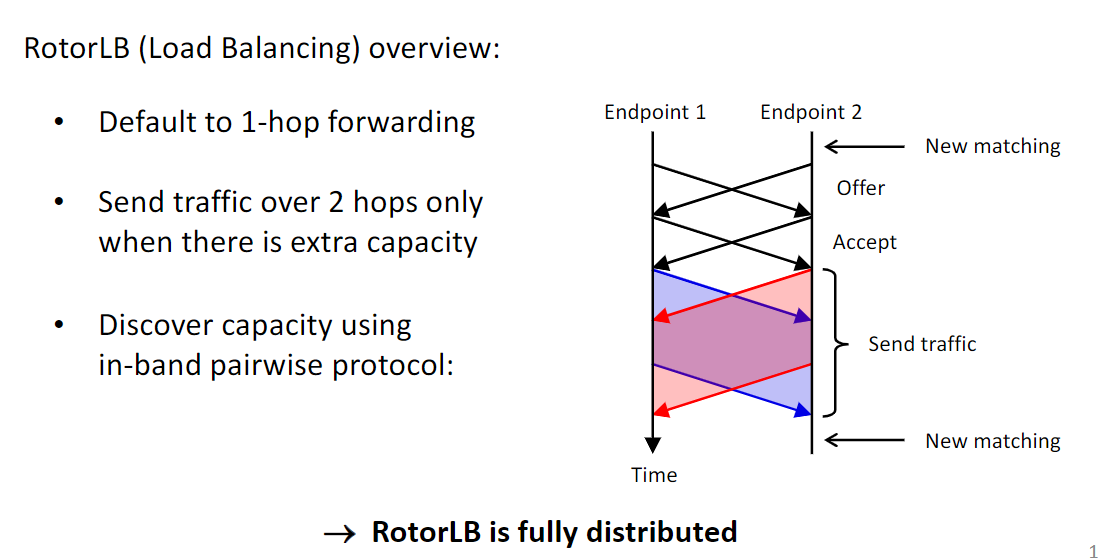 RotorLB (Load Balancing) overview:
• Default to 1-hop forwarding
• Send traffic over 2 hops only
when there is extra capacity
• Discover capacity using
in-band pairwise protocol:
Endpoint 1
Endpoint 2
New matching
Offer
Accept
Send traffic
New matching
Time
→ RotorLB is fully distributed
1